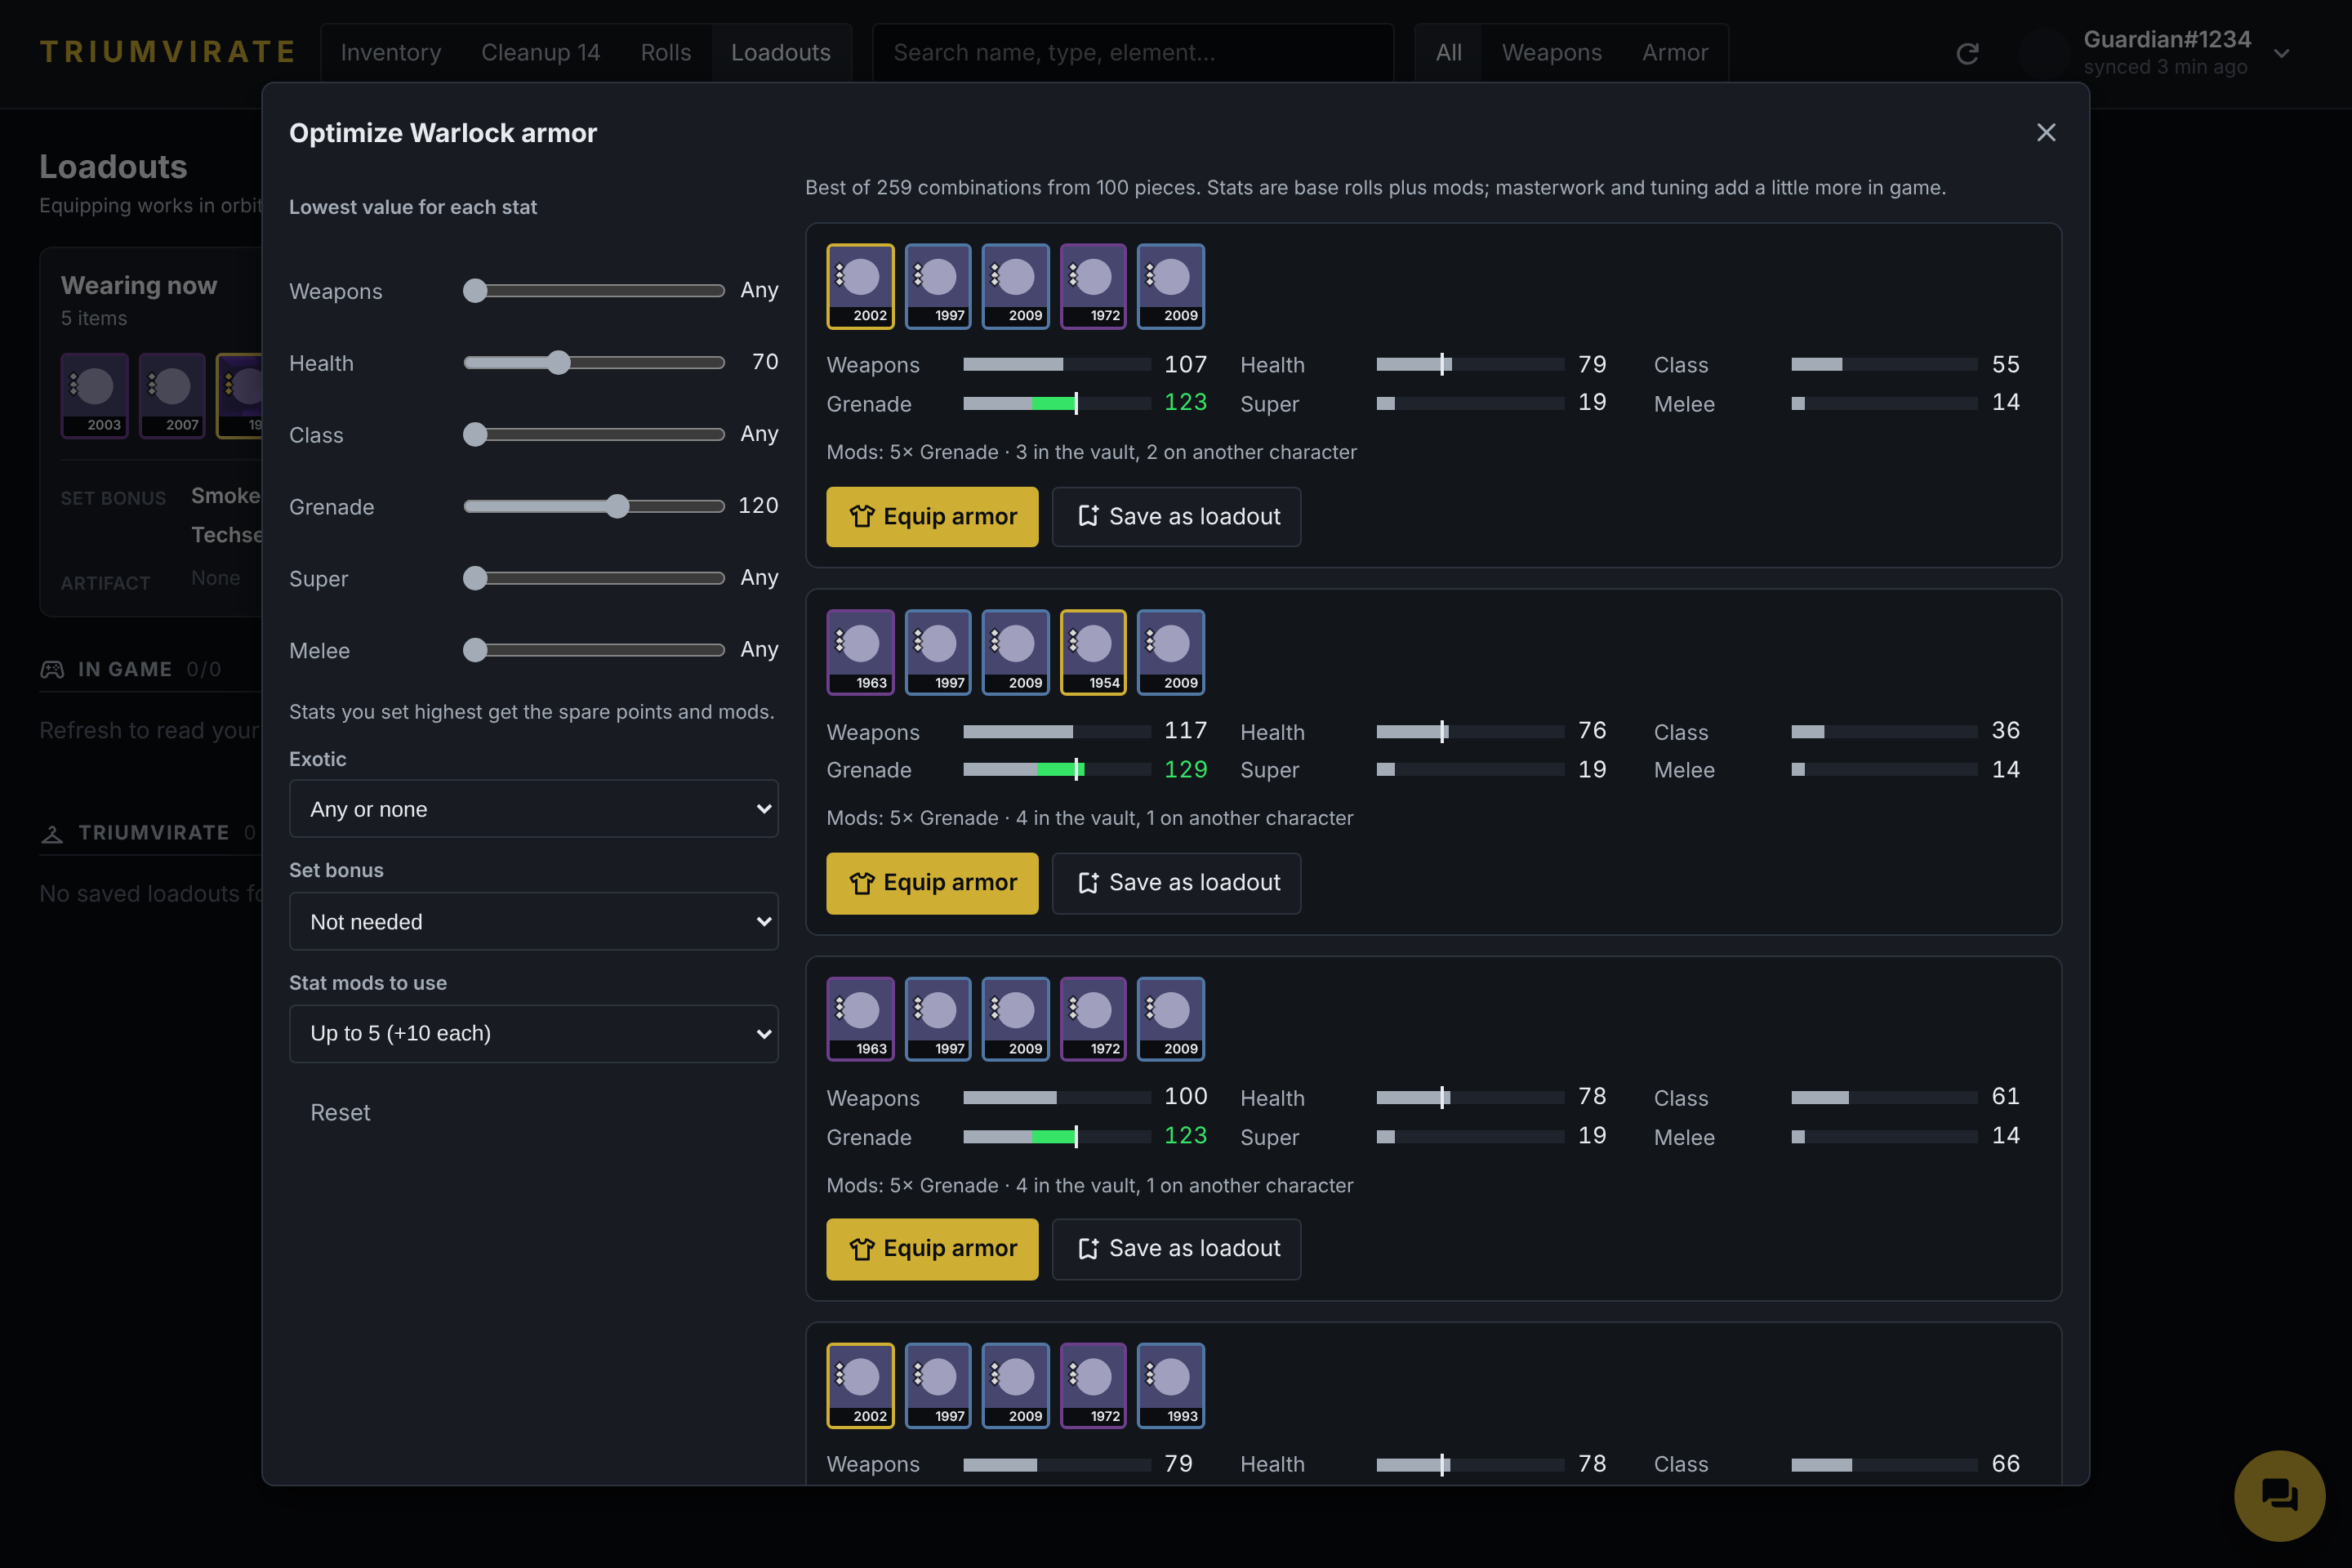 TRIUMVIRATE
Inventory
Cleanup 14
Rolls
Loadouts
Search name, type, element...
All
Weapons
Armor
Guardian#1234
synced 3 min ago
Loadouts
Equipping works in orbit
Wearing now
5 items
2003
2007
SET BONUS
Smoke
Techse
ARTIFACT
None
IN GAME 0/0
Refresh to read your
TRIUMVIRATE 0
No saved loadouts
Optimize Warlock armor
Lowest value for each stat
Weapons Any
Health 70
Class Any
Grenade 120
Super Any
Melee Any
Stats you set highest get the spare points and mods.
Exotic
Any or none
Set bonus
Not needed
Stat mods to use
Up to 5 (+10 each)
Reset
Best of 259 combinations from 100 pieces. Stats are base rolls plus mods; masterwork and tuning add a little more in game.
2002 1997 2009 1972 2009
Weapons 107 Health 79 Class 55
Grenade 123 Super 19 Melee 14
Mods: 5× Grenade · 3 in the vault, 2 on another character
Equip armor
Save as loadout
1963 1997 2009 1954 2009
Weapons 117 Health 76 Class 36
Grenade 129 Super 19 Melee 14
Mods: 5× Grenade · 4 in the vault, 1 on another character
Equip armor
Save as loadout
1963 1997 2009 1972 2009
Weapons 100 Health 78 Class 61
Grenade 123 Super 19 Melee 14
Mods: 5× Grenade · 4 in the vault, 1 on another character
Equip armor
Save as loadout
2002 1997 2009 1972 1993
Weapons 79 Health 78 Class 66